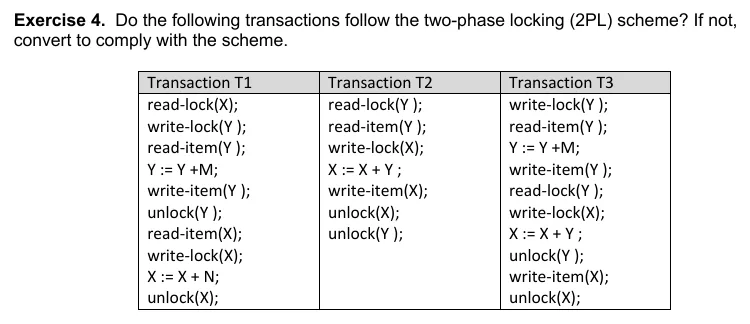 Exercise 4. Do the following transactions follow the two-phase locking (2PL) scheme? If not,
convert to comply with the scheme.
Transaction T1
read-lock(X);
write-lock(Y );
read-item(Y );
Y := Y +M;
write-item(Y );
unlock(Y );
read-item(X);
write-lock(X);
X := X + N;
unlock(X);
Transaction T2
read-lock(Y );
read-item(Y );
write-lock(X);
X := X + Y ;
write-item(X);
unlock(X);
unlock(Y );
Transaction T3
write-lock(Y );
read-item(Y );
Y := Y +M;
write-item(Y );
read-lock(Y );
write-lock(X);
X := X + Y ;
unlock(Y );
write-item(X);
unlock(X);